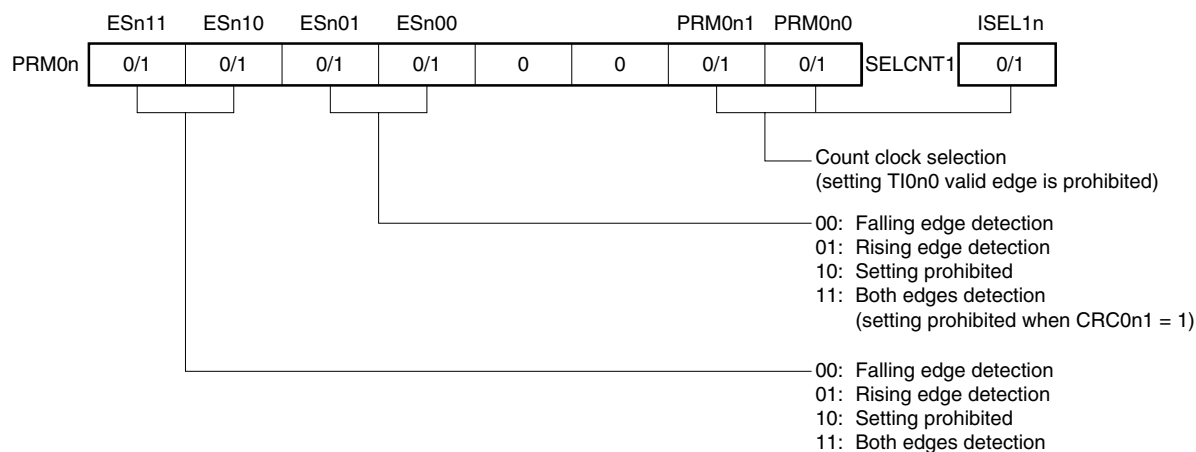 ESn11 ESn10 ESn01 ESn00 PRM0n1 PRM0n0 ISEL1n
PRM0n 0/1 0/1 0/1 0/1 0 0 0/1 0/1 SELCNT1 0/1
Count clock selection
(setting TI0n0 valid edge is prohibited)
00: Falling edge detection
01: Rising edge detection
10: Setting prohibited
11: Both edges detection
(setting prohibited when CRC0n1 = 1)
00: Falling edge detection
01: Rising edge detection
10: Setting prohibited
11: Both edges detection